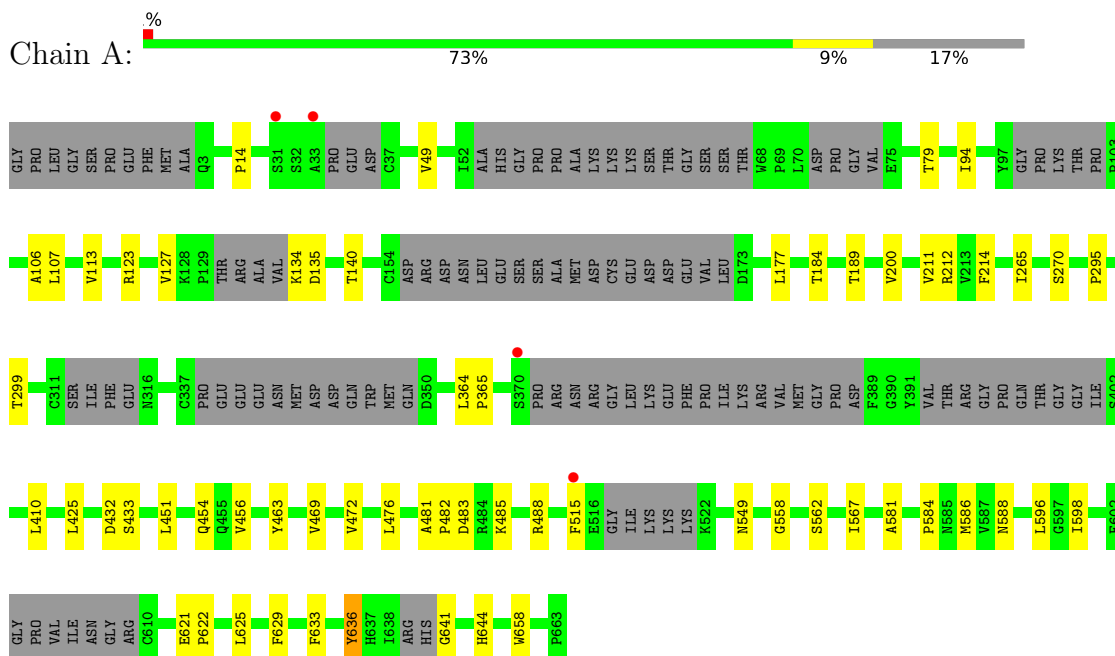 .%
Chain A:
73% 9% 17%
GLY PRO LEU GLY SER PRO GLU PHE MET ALA Q3 P14 S31 S32 A33 PRO GLU ASP C37 V49 I52 ALA HIS GLY PRO PRO ALA LYS LYS LYS SER THR GLY SER SER THR W68 P69 L70 ASP PRO GLY VAL E75 T79 I94 Y97 GLY PRO LYS THR PRO
A106 L107 V113 R123 V127 K128 P129 THR ARG ALA VAL K134 D135 T140 C154 ASP ARG ASP ASN LEU GLU SER SER ALA MET ASP CYS GLU ASP ASP GLU VAL LEU D173 L177 T184 T189 V200 V211 R212 V213 F214 I265 S270 P295
T299 C311 SER ILE PHE GLU N316 C337 PRO GLU GLU GLU ASN MET ASP ASP GLN TRP MET GLN D350 L364 P365 S370 PRO ARG ASN ARG GLY LEU LYS GLU PHE PRO ILE LYS ARG VAL MET GLY PRO ASP F389 G390 Y391 VAL THR ARG GLY PRO GLN THR GLY GLY ILE
L410 L425 D432 S433 L451 Q454 Q455 V456 Y463 V469 V472 L476 A481 P482 D483 R484 K485 R488 F515 E516 GLY ILE LYS LYS LYS K522 N549 G558 S562 I567 A581 P584 N585 M586 V587 N588 L596 G597 I598
GLY PRO VAL ILE ASN GLY ARG C610 E621 P622 L625 F629 F633 Y636 H637 I638 ARG HIS G641 H644 W658 P663